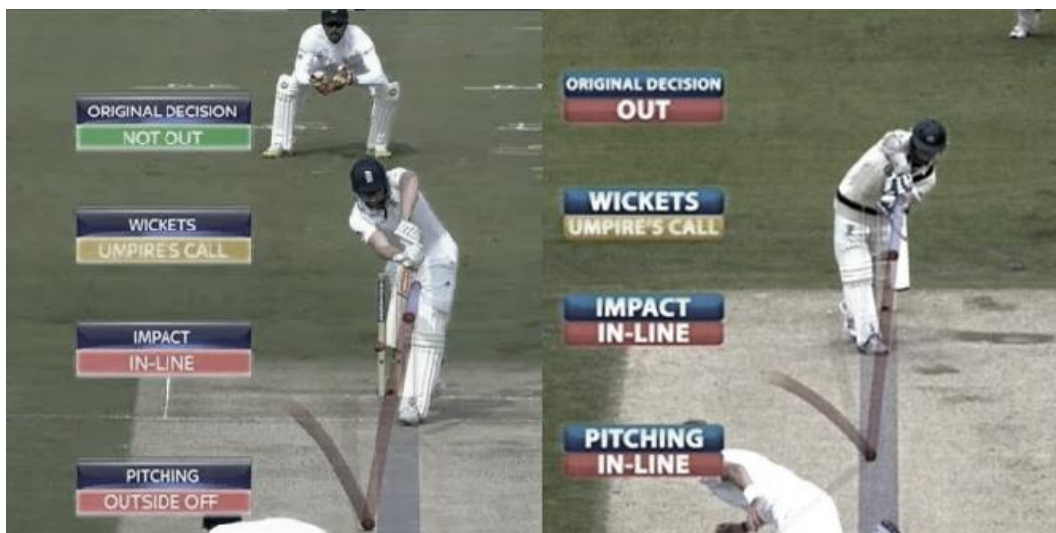 ORIGINAL DECISION
NOT OUT
WICKETS
UMPIRE'S CALL
IMPACT
IN-LINE
PITCHING
OUTSIDE OFF
ORIGINAL DECISION
OUT
WICKETS
UMPIRE'S CALL
IMPACT
IN-LINE
PITCHING
IN-LINE